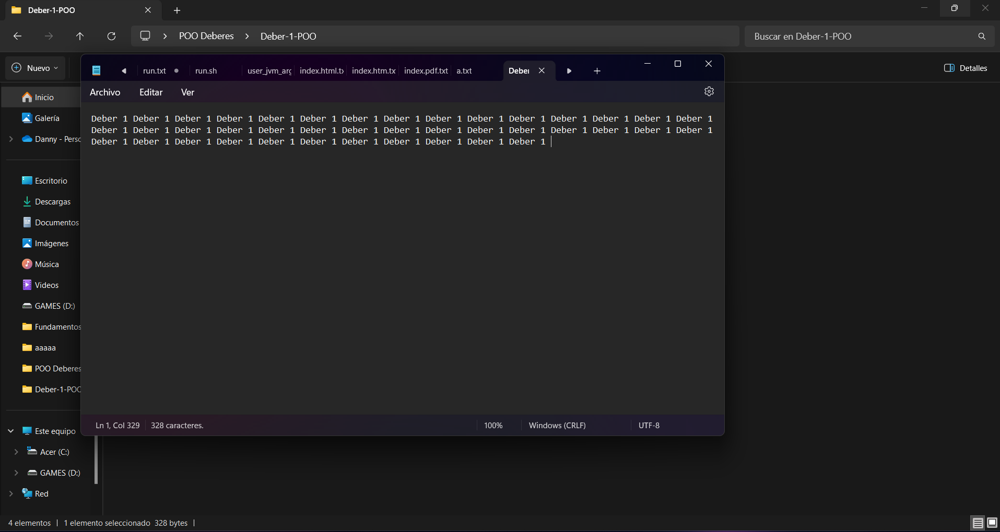 Deber-1-POO
POO Deberes
Deber-1-POO
Buscar en Deber-1-POO
Nuevo
Detalles
run.txt
run.sh
user_jvm_arg
index.html.tx
index.htm.tx
index.pdf.txt
a.txt
Deber
Archivo
Editar
Ver
Deber 1 Deber 1 Deber 1 Deber 1 Deber 1 Deber 1 Deber 1 Deber 1 Deber 1 Deber 1 Deber 1 Deber 1 Deber 1 Deber 1 Deber 1
Deber 1 Deber 1 Deber 1 Deber 1 Deber 1 Deber 1 Deber 1 Deber 1 Deber 1 Deber 1 Deber 1 Deber 1 Deber 1 Deber 1 Deber 1
Deber 1 Deber 1 Deber 1 Deber 1 Deber 1 Deber 1 Deber 1 Deber 1 Deber 1 Deber 1 Deber 1
Ln 1, Col 329
328 caracteres.
100%
Windows (CRLF)
UTF-8
Inicio
Galería
Danny - Perso
Escritorio
Descargas
Documentos
Imágenes
Música
Videos
GAMES (D:)
Fundamentos
aaaaa
POO Deberes
Deber-1-POO
Este equipo
Acer (C:)
GAMES (D:)
Red
4 elementos
1 elemento seleccionado 328 bytes